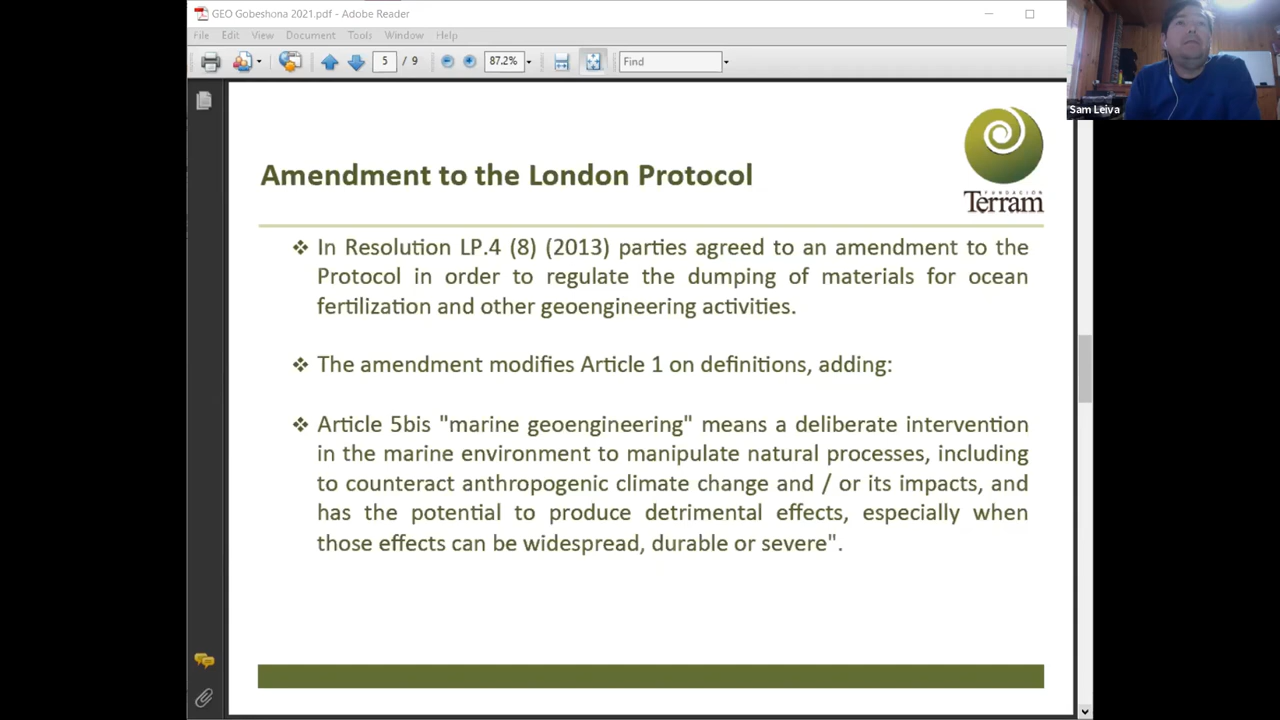 GEO Gobeshona 2021.pdf - Adobe Reader
File Edit View Document Tools Window Help
5 / 9 87.2% Find
Sam Leiva
FUNDACIÓN
Terram
Amendment to the London Protocol
❖ In Resolution LP.4 (8) (2013) parties agreed to an amendment to the
Protocol in order to regulate the dumping of materials for ocean
fertilization and other geoengineering activities.
❖ The amendment modifies Article 1 on definitions, adding:
❖ Article 5bis "marine geoengineering" means a deliberate intervention
in the marine environment to manipulate natural processes, including
to counteract anthropogenic climate change and / or its impacts, and
has the potential to produce detrimental effects, especially when
those effects can be widespread, durable or severe".